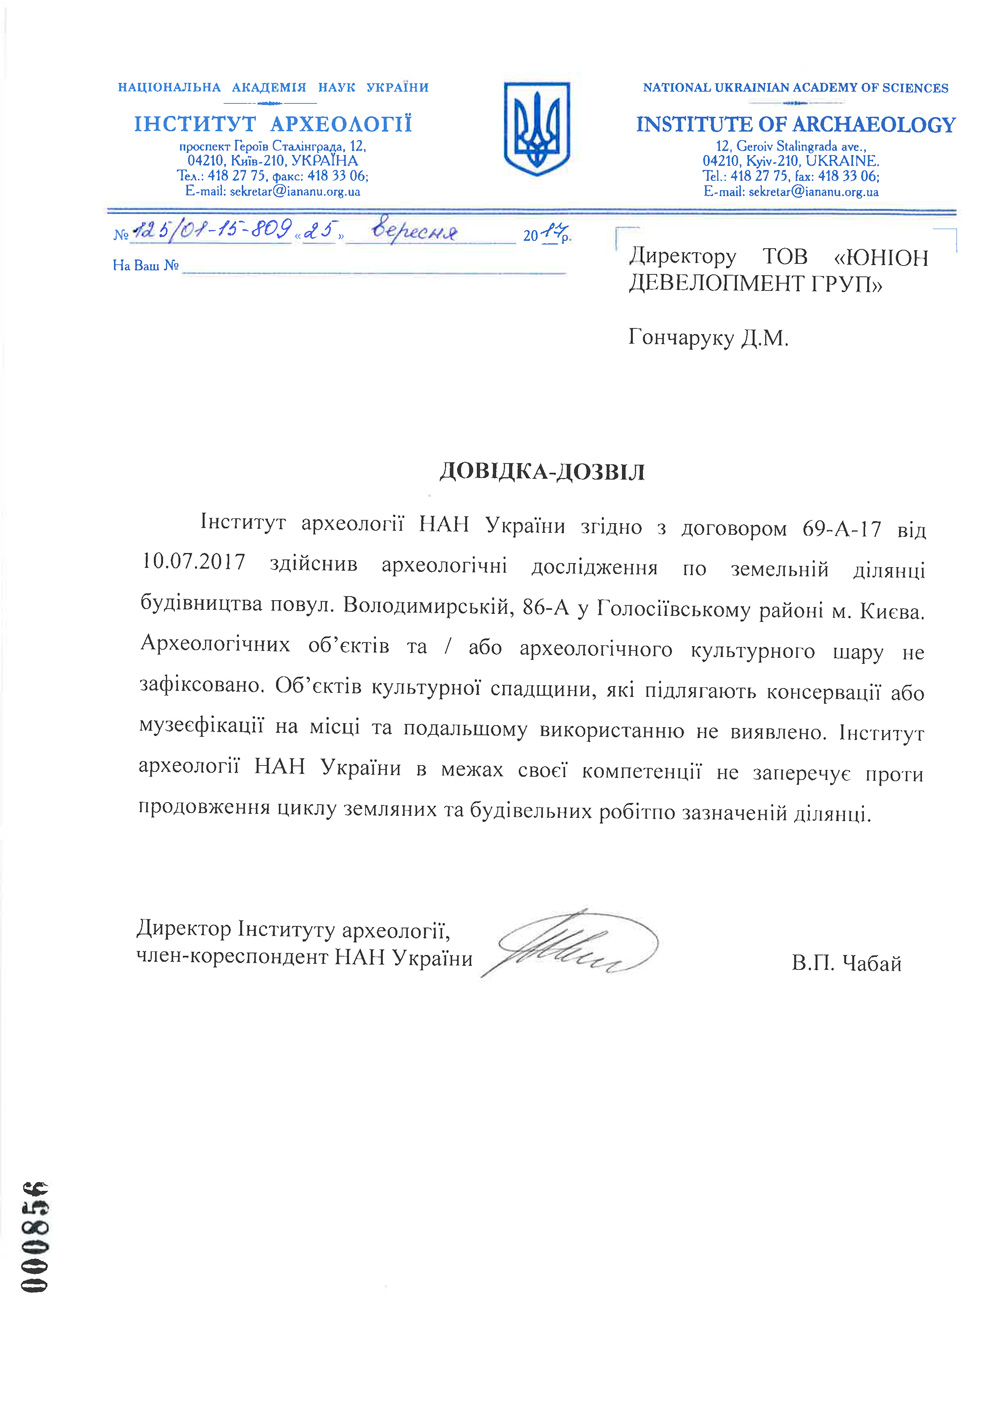 НАЦІОНАЛЬНА АКАДЕМІЯ НАУК УКРАЇНИ
ІНСТИТУТ АРХЕОЛОГІЇ
проспект Героїв Сталінграда, 12,
04210, Київ-210, УКРАЇНА
Тел.: 418 27 75, факс: 418 33 06;
E-mail: sekretar@iananu.org.ua
NATIONAL UKRAINIAN ACADEMY OF SCIENCES
INSTITUTE OF ARCHAEOLOGY
12, Geroiv Stalingrada ave.,
04210, Kyiv-210, UKRAINE.
Tel.: 418 27 75, fax: 418 33 06;
E-mail: sekretar@iananu.org.ua
№ 125/01-15-809 «25» вересня 2017р.
На Ваш №
Директору ТОВ «ЮНІОН
ДЕВЕЛОПМЕНТ ГРУП»
Гончаруку Д.М.
ДОВІДКА-ДОЗВІЛ
Інститут археології НАН України згідно з договором 69-А-17 від
10.07.2017 здійснив археологічні дослідження по земельній ділянці
будівництва повул. Володимирській, 86-А у Голосіївському районі м. Києва.
Археологічних об’єктів та / або археологічного культурного шару не
зафіксовано. Об’єктів культурної спадщини, які підлягають консервації або
музеєфікації на місці та подальшому використанню не виявлено. Інститут
археології НАН України в межах своєї компетенції не заперечує проти
продовження циклу земляних та будівельних робітпо зазначеній ділянці.
Директор Інституту археології,
член-кореспондент НАН України
В.П. Чабай
000856